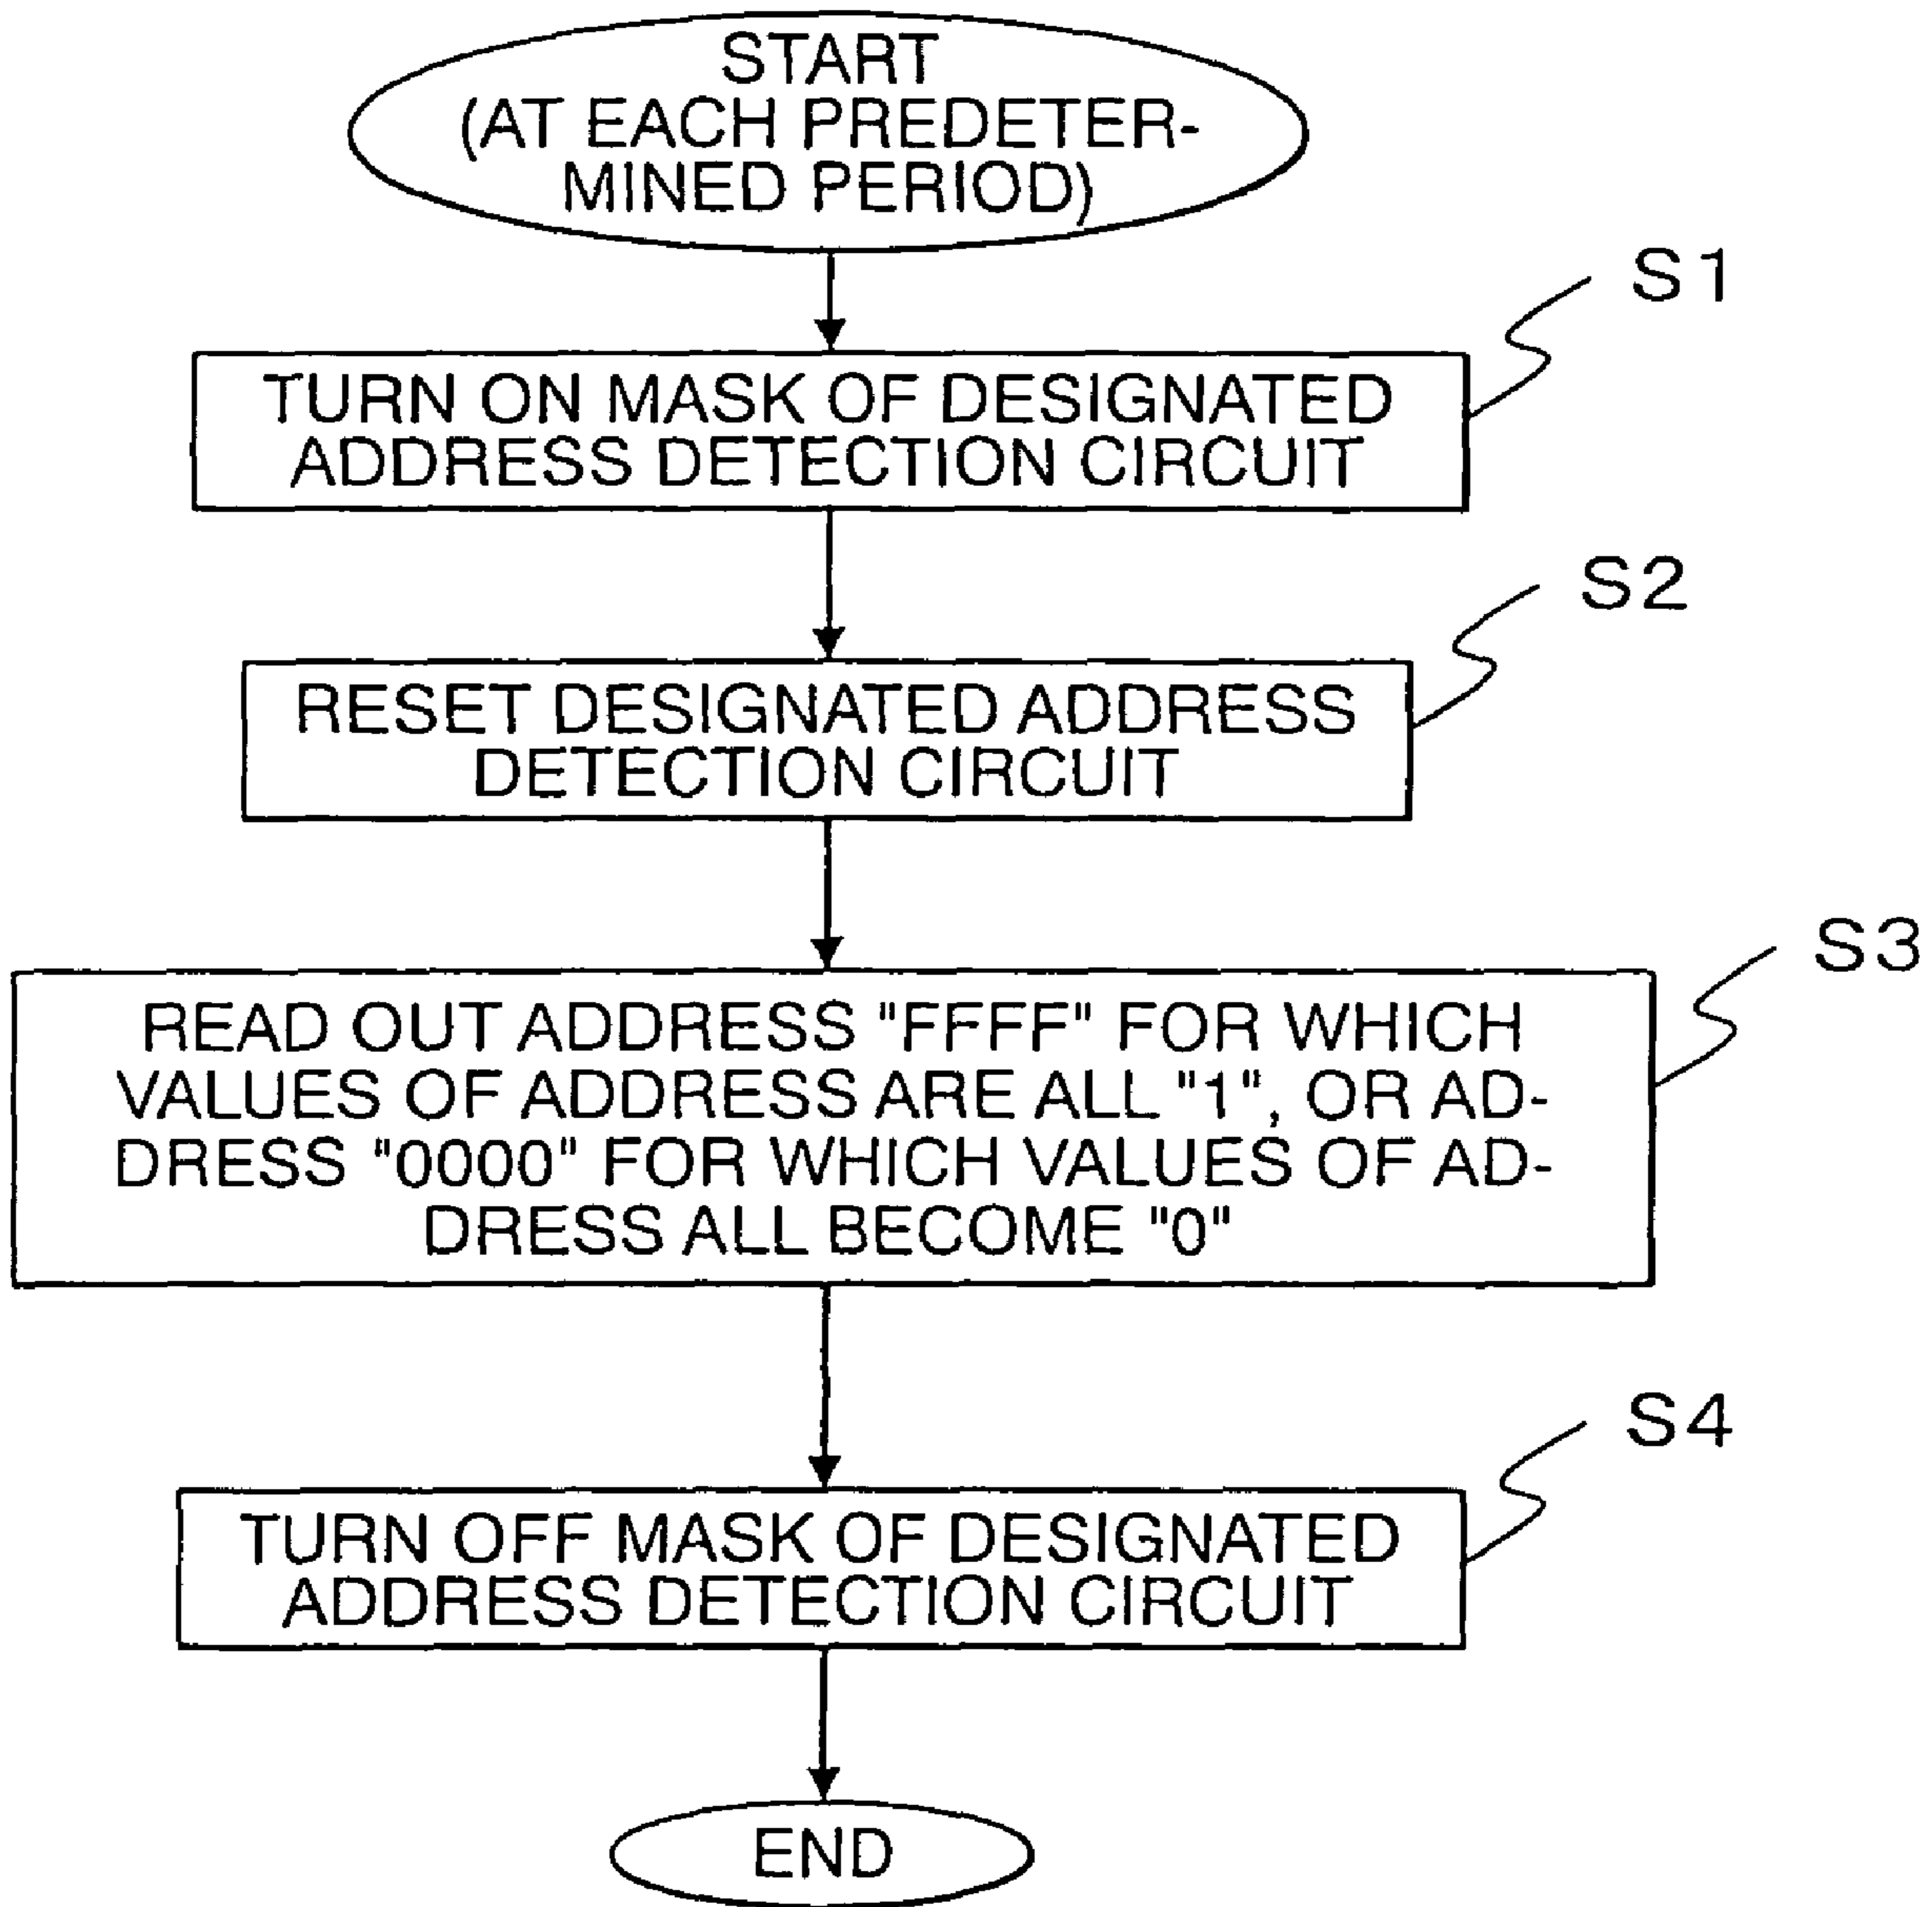 START
(AT EACH PREDETER-
MINED PERIOD)
S1
TURN ON MASK OF DESIGNATED
ADDRESS DETECTION CIRCUIT
S2
RESET DESIGNATED ADDRESS
DETECTION CIRCUIT
S3
READ OUT ADDRESS "FFFF" FOR WHICH
VALUES OF ADDRESS ARE ALL "1", OR AD-
DRESS "0000" FOR WHICH VALUES OF AD-
DRESS ALL BECOME "0"
S4
TURN OFF MASK OF DESIGNATED
ADDRESS DETECTION CIRCUIT
END